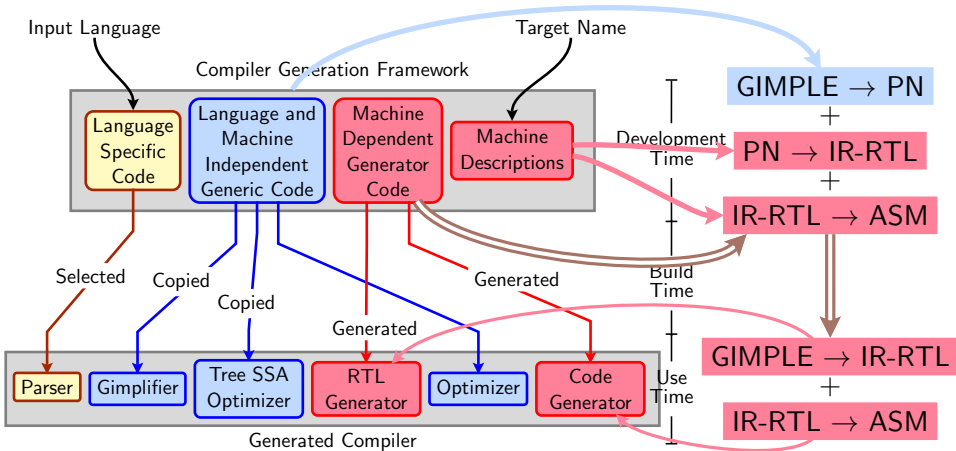 Input Language
Target Name
Compiler Generation Framework
GIMPLE → PN
+
Language
Specific
Code
Language and
Machine
Independent
Generic Code
Machine
Dependent
Generator
Code
Machine
Descriptions
Development
Time
PN → IR-RTL
+
IR-RTL → ASM
Selected
Copied
Copied
Generated
Generated
Build
Time
GIMPLE → IR-RTL
+
IR-RTL → ASM
Parser
Gimplifier
Tree SSA
Optimizer
RTL
Generator
Optimizer
Code
Generator
Use
Time
Generated Compiler